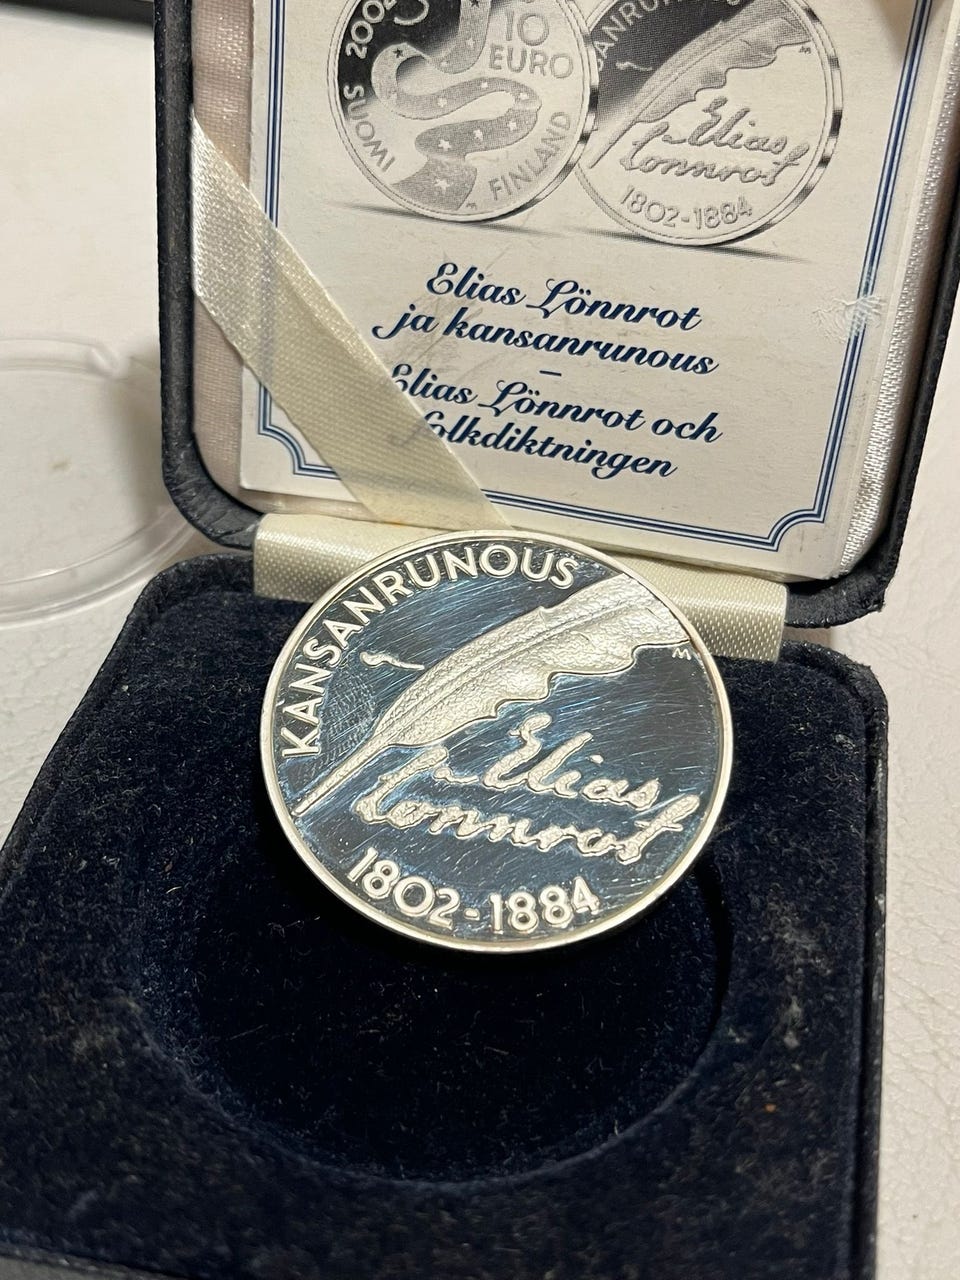 SUOMI 2002
10
EURO
FINLAND
KANSANRUNOUS
Elias
Lönnrot
1802-1884
Elias Lönnrot
ja kansanrunous
–
Elias Lönnrot och
folkdiktningen
KANSANRUNOUS
M
Elias
Lönnrot
1802-1884